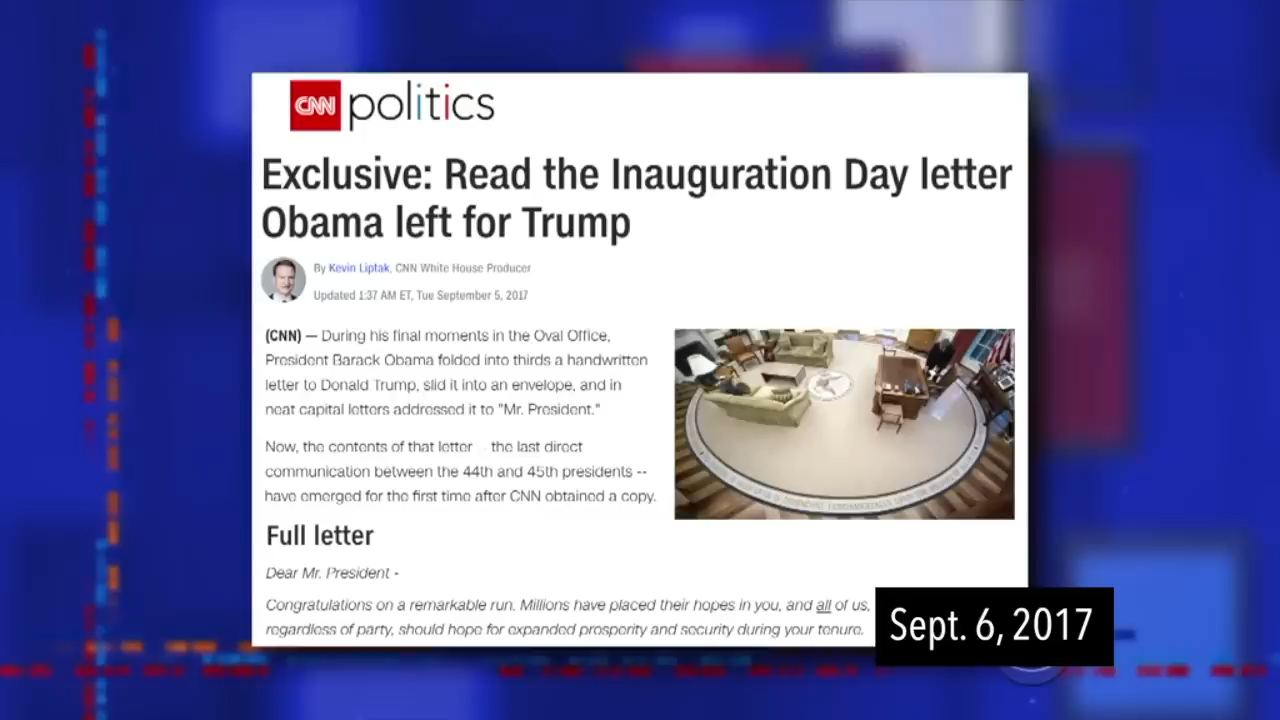 CNN politics
Exclusive: Read the Inauguration Day letter
Obama left for Trump
By Kevin Liptak, CNN White House Producer
Updated 1:37 AM ET, Tue September 5, 2017
(CNN) — During his final moments in the Oval Office,
President Barack Obama folded into thirds a handwritten
letter to Donald Trump, slid it into an envelope, and in
neat capital letters addressed it to "Mr. President."
Now, the contents of that letter -- the last direct
communication between the 44th and 45th presidents --
have emerged for the first time after CNN obtained a copy.
Full letter
Dear Mr. President -
Congratulations on a remarkable run. Millions have placed their hopes in you, and all of us,
regardless of party, should hope for expanded prosperity and security during your tenure.
Sept. 6, 2017